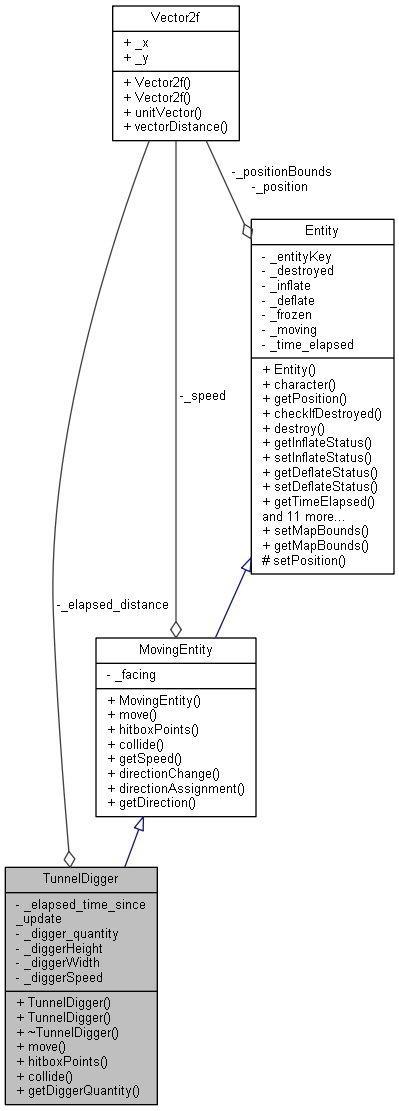 Vector2f
+ _x
+ _y
+ Vector2f()
+ Vector2f()
+ unitVector()
+ vectorDistance()
-_positionBounds
-_position
Entity
- _entityKey
- _destroyed
- _inflate
- _deflate
- _frozen
- _moving
- _time_elapsed
+ Entity()
+ character()
+ getPosition()
+ checkIfDestroyed()
+ destroy()
+ getInflateStatus()
+ setInflateStatus()
+ getDeflateStatus()
+ setDeflateStatus()
+ getTimeElapsed()
and 11 more...
+ setMapBounds()
+ getMapBounds()
# setPosition()
-_speed
-_elapsed_distance
MovingEntity
- _facing
+ MovingEntity()
+ move()
+ hitboxPoints()
+ collide()
+ getSpeed()
+ directionChange()
+ directionAssignment()
+ getDirection()
TunnelDigger
- _elapsed_time_since
_update
- _digger_quantity
- _diggerHeight
- _diggerWidth
- _diggerSpeed
+ TunnelDigger()
+ TunnelDigger()
+ ~TunnelDigger()
+ move()
+ hitboxPoints()
+ collide()
+ getDiggerQuantity()